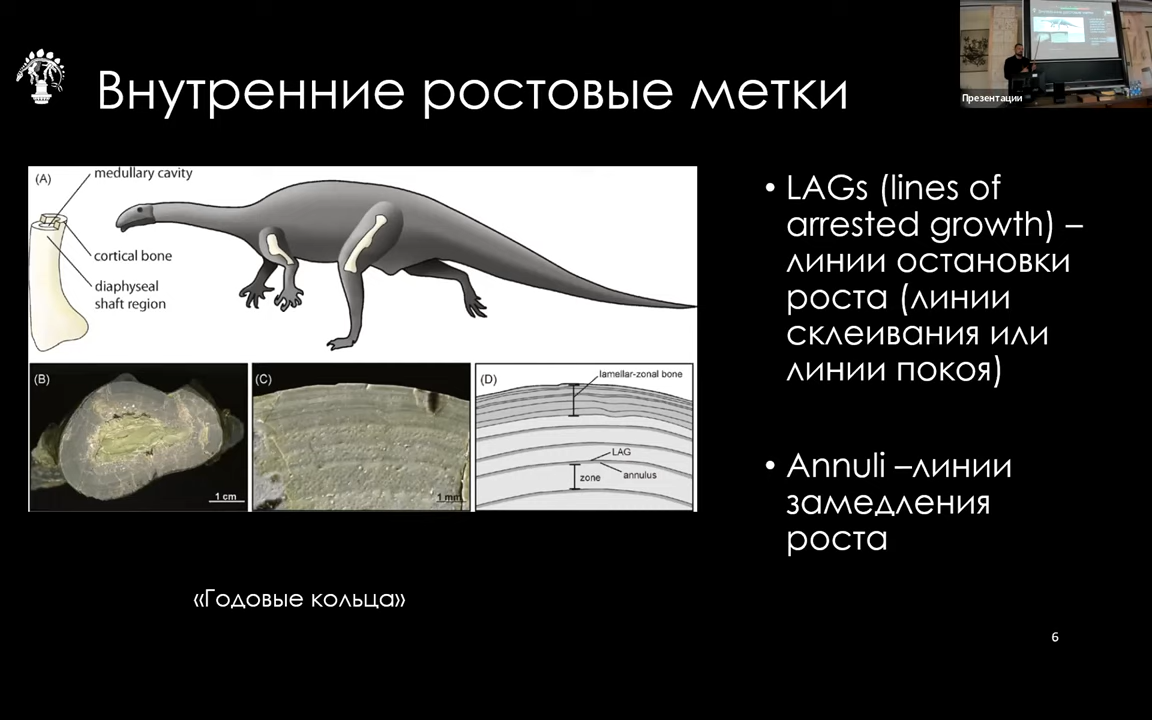 Внутренние ростовые метки
Презентации
(A)
medullary cavity
cortical bone
diaphyseal
shaft region
(B)
1 cm
(C)
1 mm
(D)
lamellar-zonal bone
LAG
annulus
zone
«Годовые кольца»
• LAGs (lines of
arrested growth) –
линии остановки
роста (линии
склеивания или
линии покоя)
• Annuli –линии
замедления
роста
6